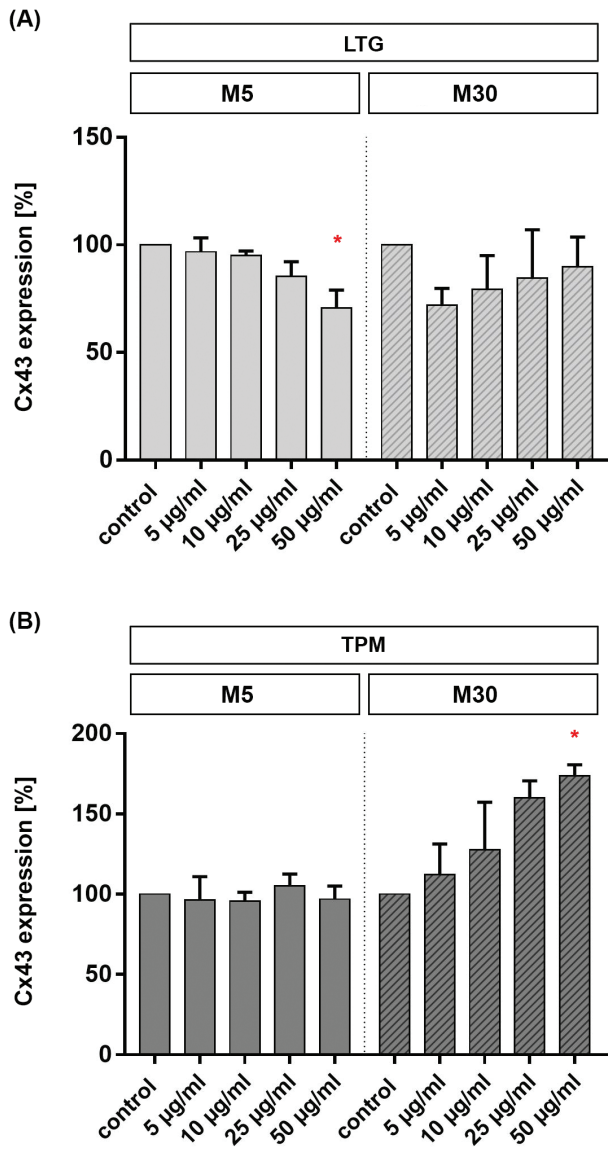 (A)
LTG
M5 M30
Cx43 expression [%]
150
100
50
0
*
control 5 µg/ml 10 µg/ml 25 µg/ml 50 µg/ml control 5 µg/ml 10 µg/ml 25 µg/ml 50 µg/ml
(B)
TPM
M5 M30
Cx43 expression [%]
200
150
100
50
0
*
control 5 µg/ml 10 µg/ml 25 µg/ml 50 µg/ml control 5 µg/ml 10 µg/ml 25 µg/ml 50 µg/ml